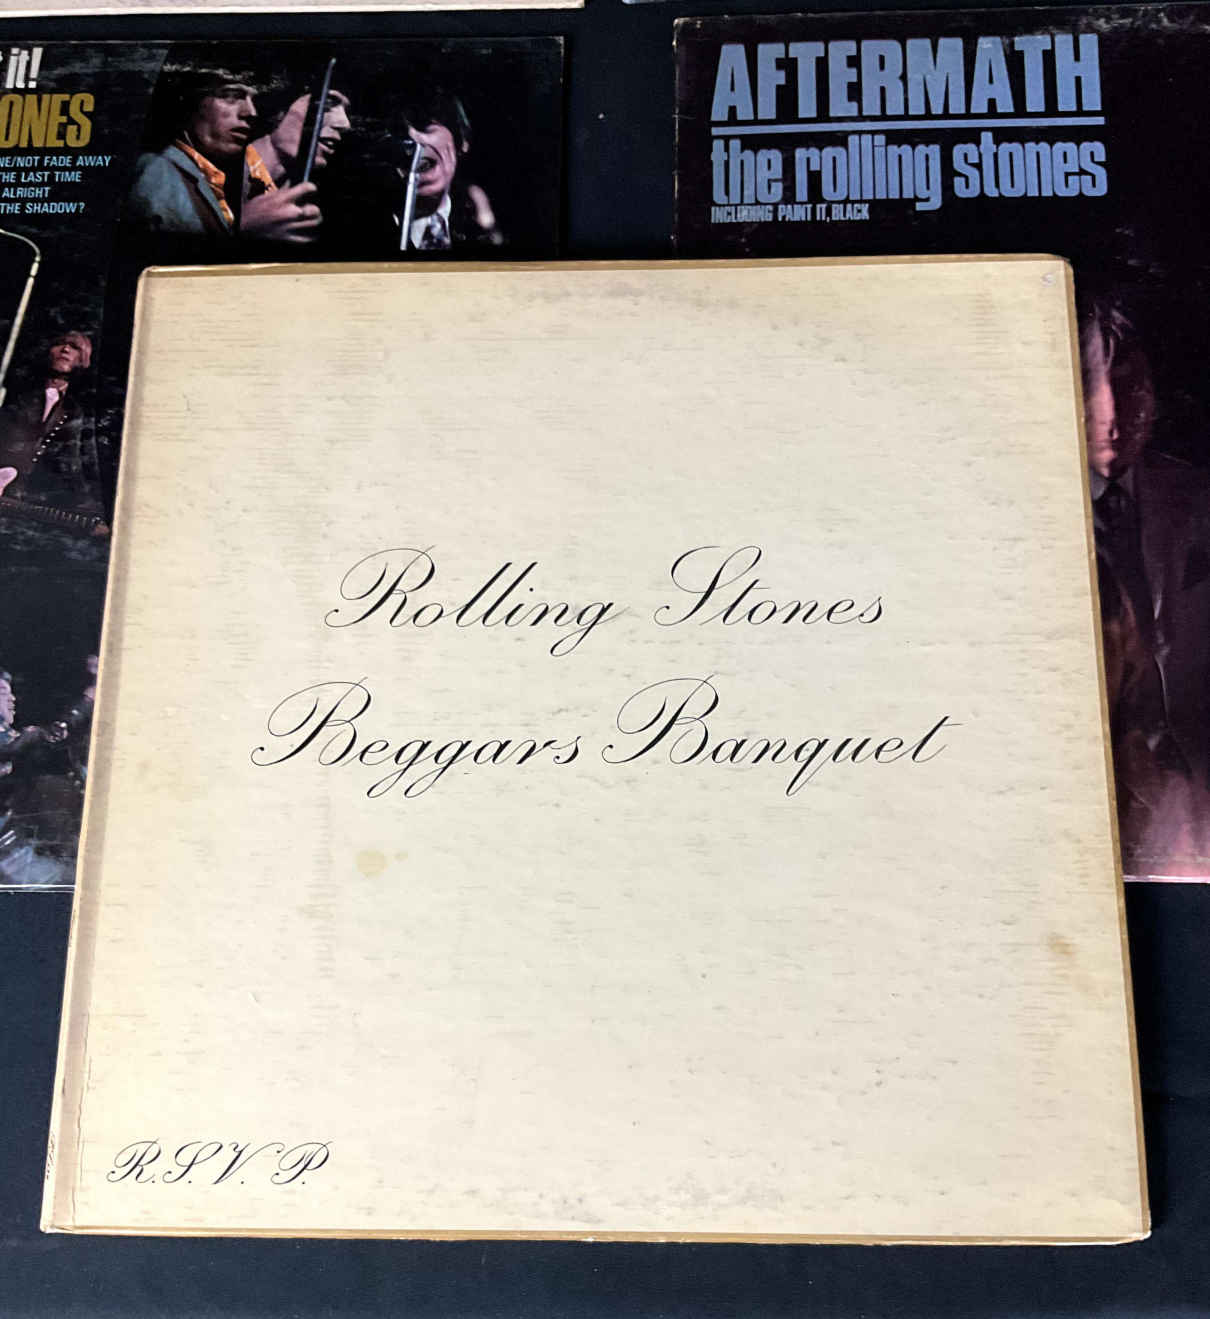 it!
ONES
NE/NOT FADE AWAY
THE LAST TIME
ALRIGHT
THE SHADOW?
AFTERMATH
the rolling stones
INCLUDING PAINT IT, BLACK
Rolling Stones
Beggars Banquet
R.S.V.P.